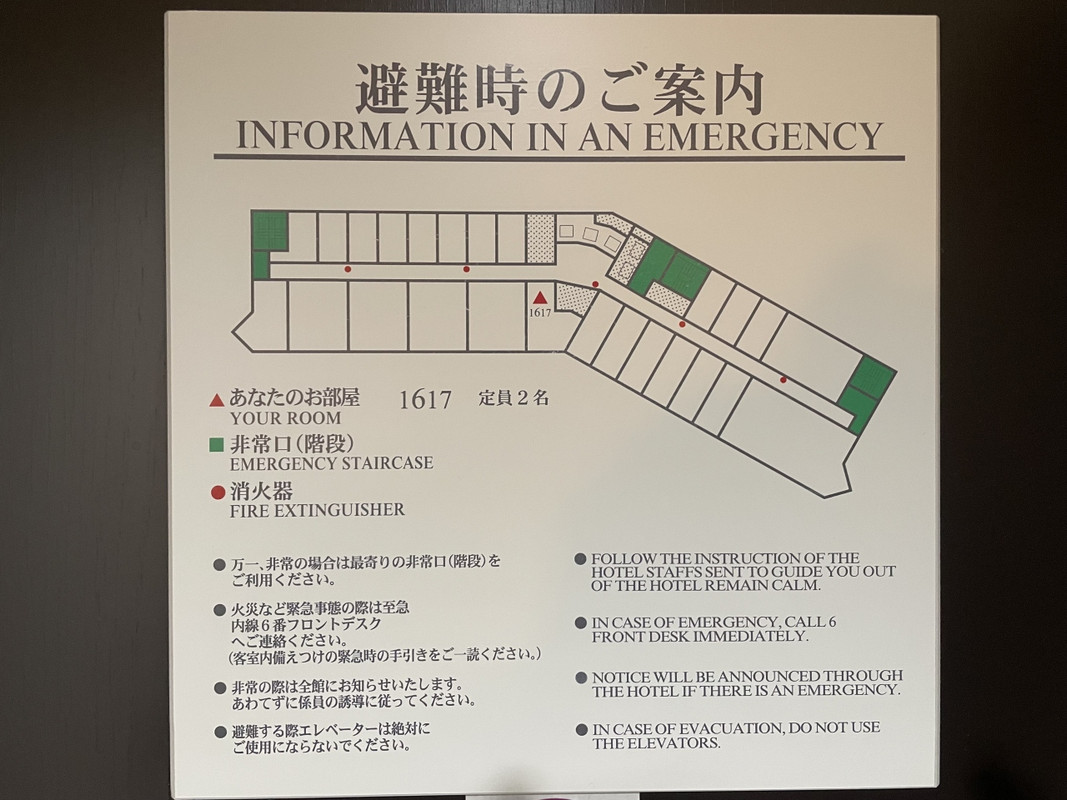 避難時のご案内
INFORMATION IN AN EMERGENCY
1617
あなたのお部屋 1617 定員2名
YOUR ROOM
非常口(階段)
EMERGENCY STAIRCASE
消火器
FIRE EXTINGUISHER
● 万一、非常の場合は最寄りの非常口(階段)を
ご利用ください。
● 火災など緊急事態の際は至急
内線6番フロントデスク
へご連絡ください。
(客室内備えつけの緊急時の手引きをご一読ください。)
● 非常の際は全館にお知らせいたします。
あわてずに係員の誘導に従ってください。
● 避難する際エレベーターは絶対に
ご使用にならないでください。
● FOLLOW THE INSTRUCTION OF THE
HOTEL STAFFS SENT TO GUIDE YOU OUT
OF THE HOTEL REMAIN CALM.
● IN CASE OF EMERGENCY, CALL 6
FRONT DESK IMMEDIATELY.
● NOTICE WILL BE ANNOUNCED THROUGH
THE HOTEL IF THERE IS AN EMERGENCY.
● IN CASE OF EVACUATION, DO NOT USE
THE ELEVATORS.